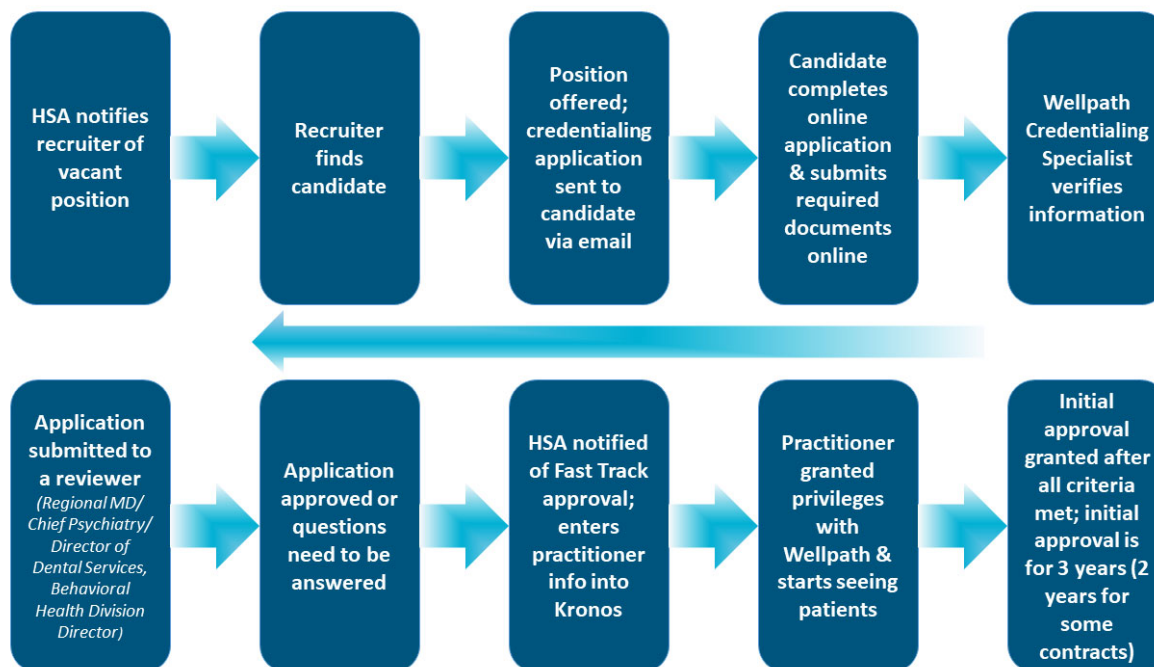 HSA notifies
recruiter of
vacant
position
Recruiter
finds
candidate
Position
offered;
credentialing
application
sent to
candidate
via email
Candidate
completes
online
application
& submits
required
documents
online
Wellpath
Credentialing
Specialist
verifies
information
Application
submitted to
a reviewer
(Regional MD/
Chief Psychiatry/
Director of
Dental Services,
Behavioral
Health Division
Director)
Application
approved or
questions
need to be
answered
HSA notified
of Fast Track
approval;
enters
practitioner
info into
Kronos
Practitioner
granted
privileges
with
Wellpath &
starts seeing
patients
Initial
approval
granted after
all criteria
met; initial
approval is
for 3 years (2
years for
some
contracts)